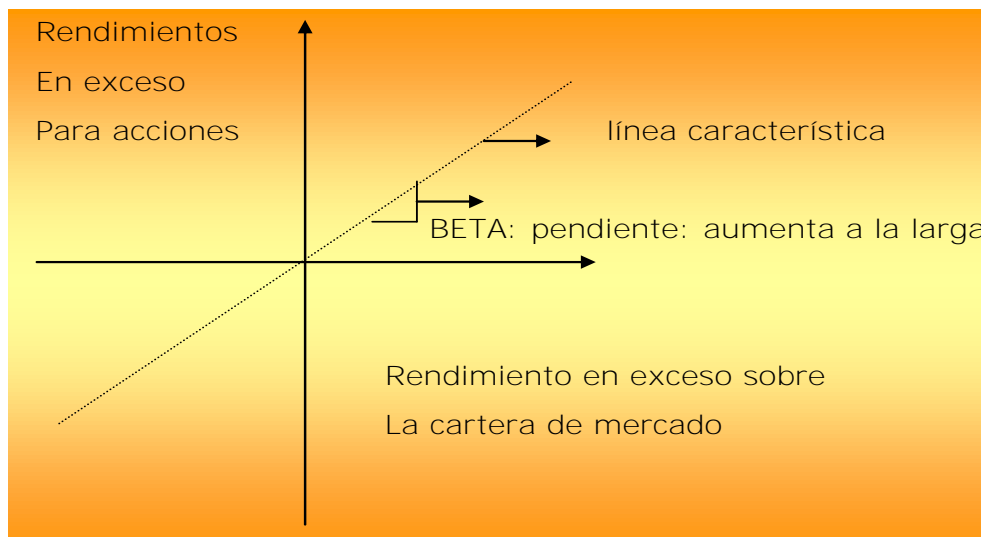 Rendimientos
En exceso
Para acciones
línea característica
BETA: pendiente: aumenta a la larga
Rendimiento en exceso sobre
La cartera de mercado